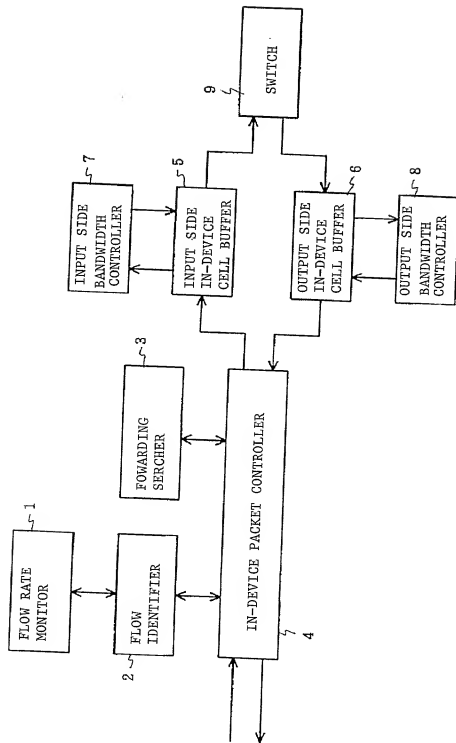 FLOW RATE
MONITOR
1
FLOW
IDENTIFIER
2
FOWARDING
SERCHER
3
IN-DEVICE PACKET CONTROLLER
4
INPUT SIDE
BANDWIDTH
CONTROLLER
7
INPUT SIDE
IN-DEVICE
CELL BUFFER
5
OUTPUT SIDE
IN-DEVICE
CELL BUFFER
6
OUTPUT SIDE
BANDWIDTH
CONTROLLER
8
SWITCH
9